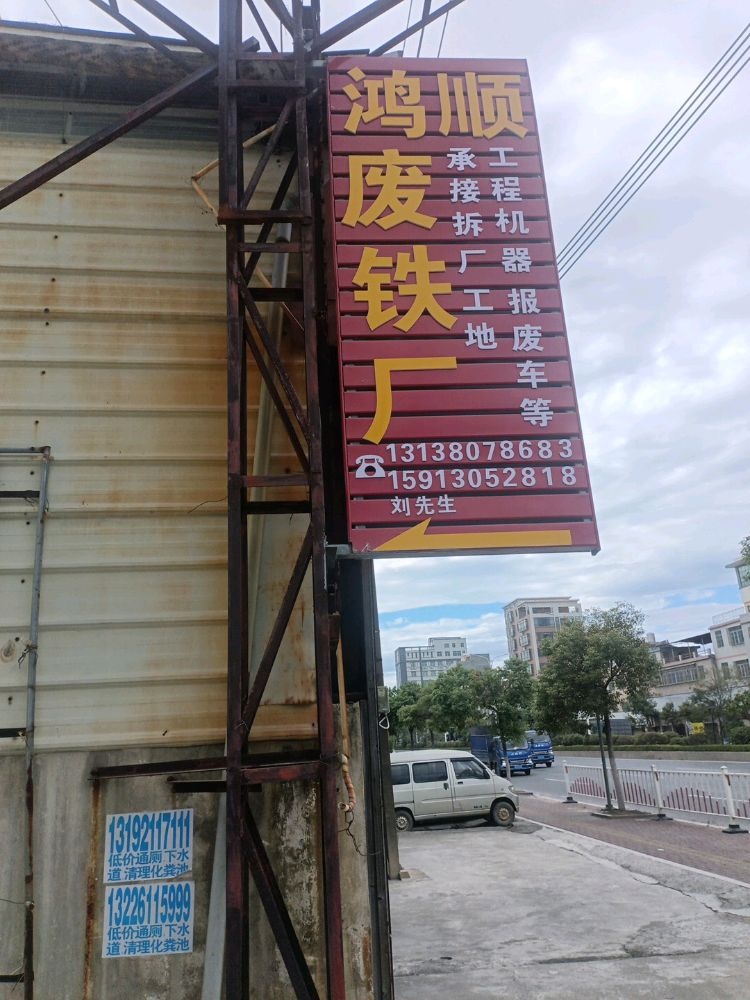 鸿顺
废铁厂
承接拆厂工地
工程机器报废车等
13138078683
15913052818
刘先生
13192117111
低价通厕,下水
道,清理化粪池
13226115999
低价通厕,下水
道,清理化粪池